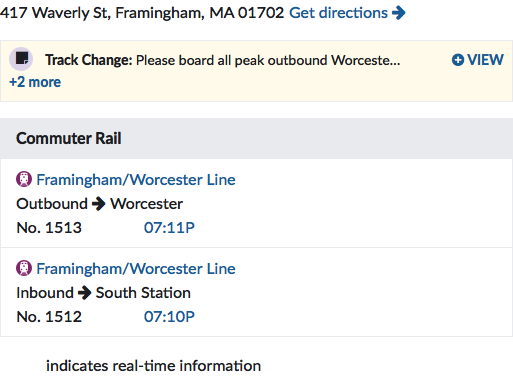 417 Waverly St, Framingham, MA 01702 Get directions
Track Change: Please board all peak outbound Worceste... VIEW
+2 more
Commuter Rail
Framingham/Worcester Line
Outbound → Worcester
No. 1513 07:11P
Framingham/Worcester Line
Inbound → South Station
No. 1512 07:10P
indicates real-time information